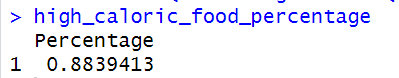 > high_caloric_food_percentage
  Percentage
1  0.8839413